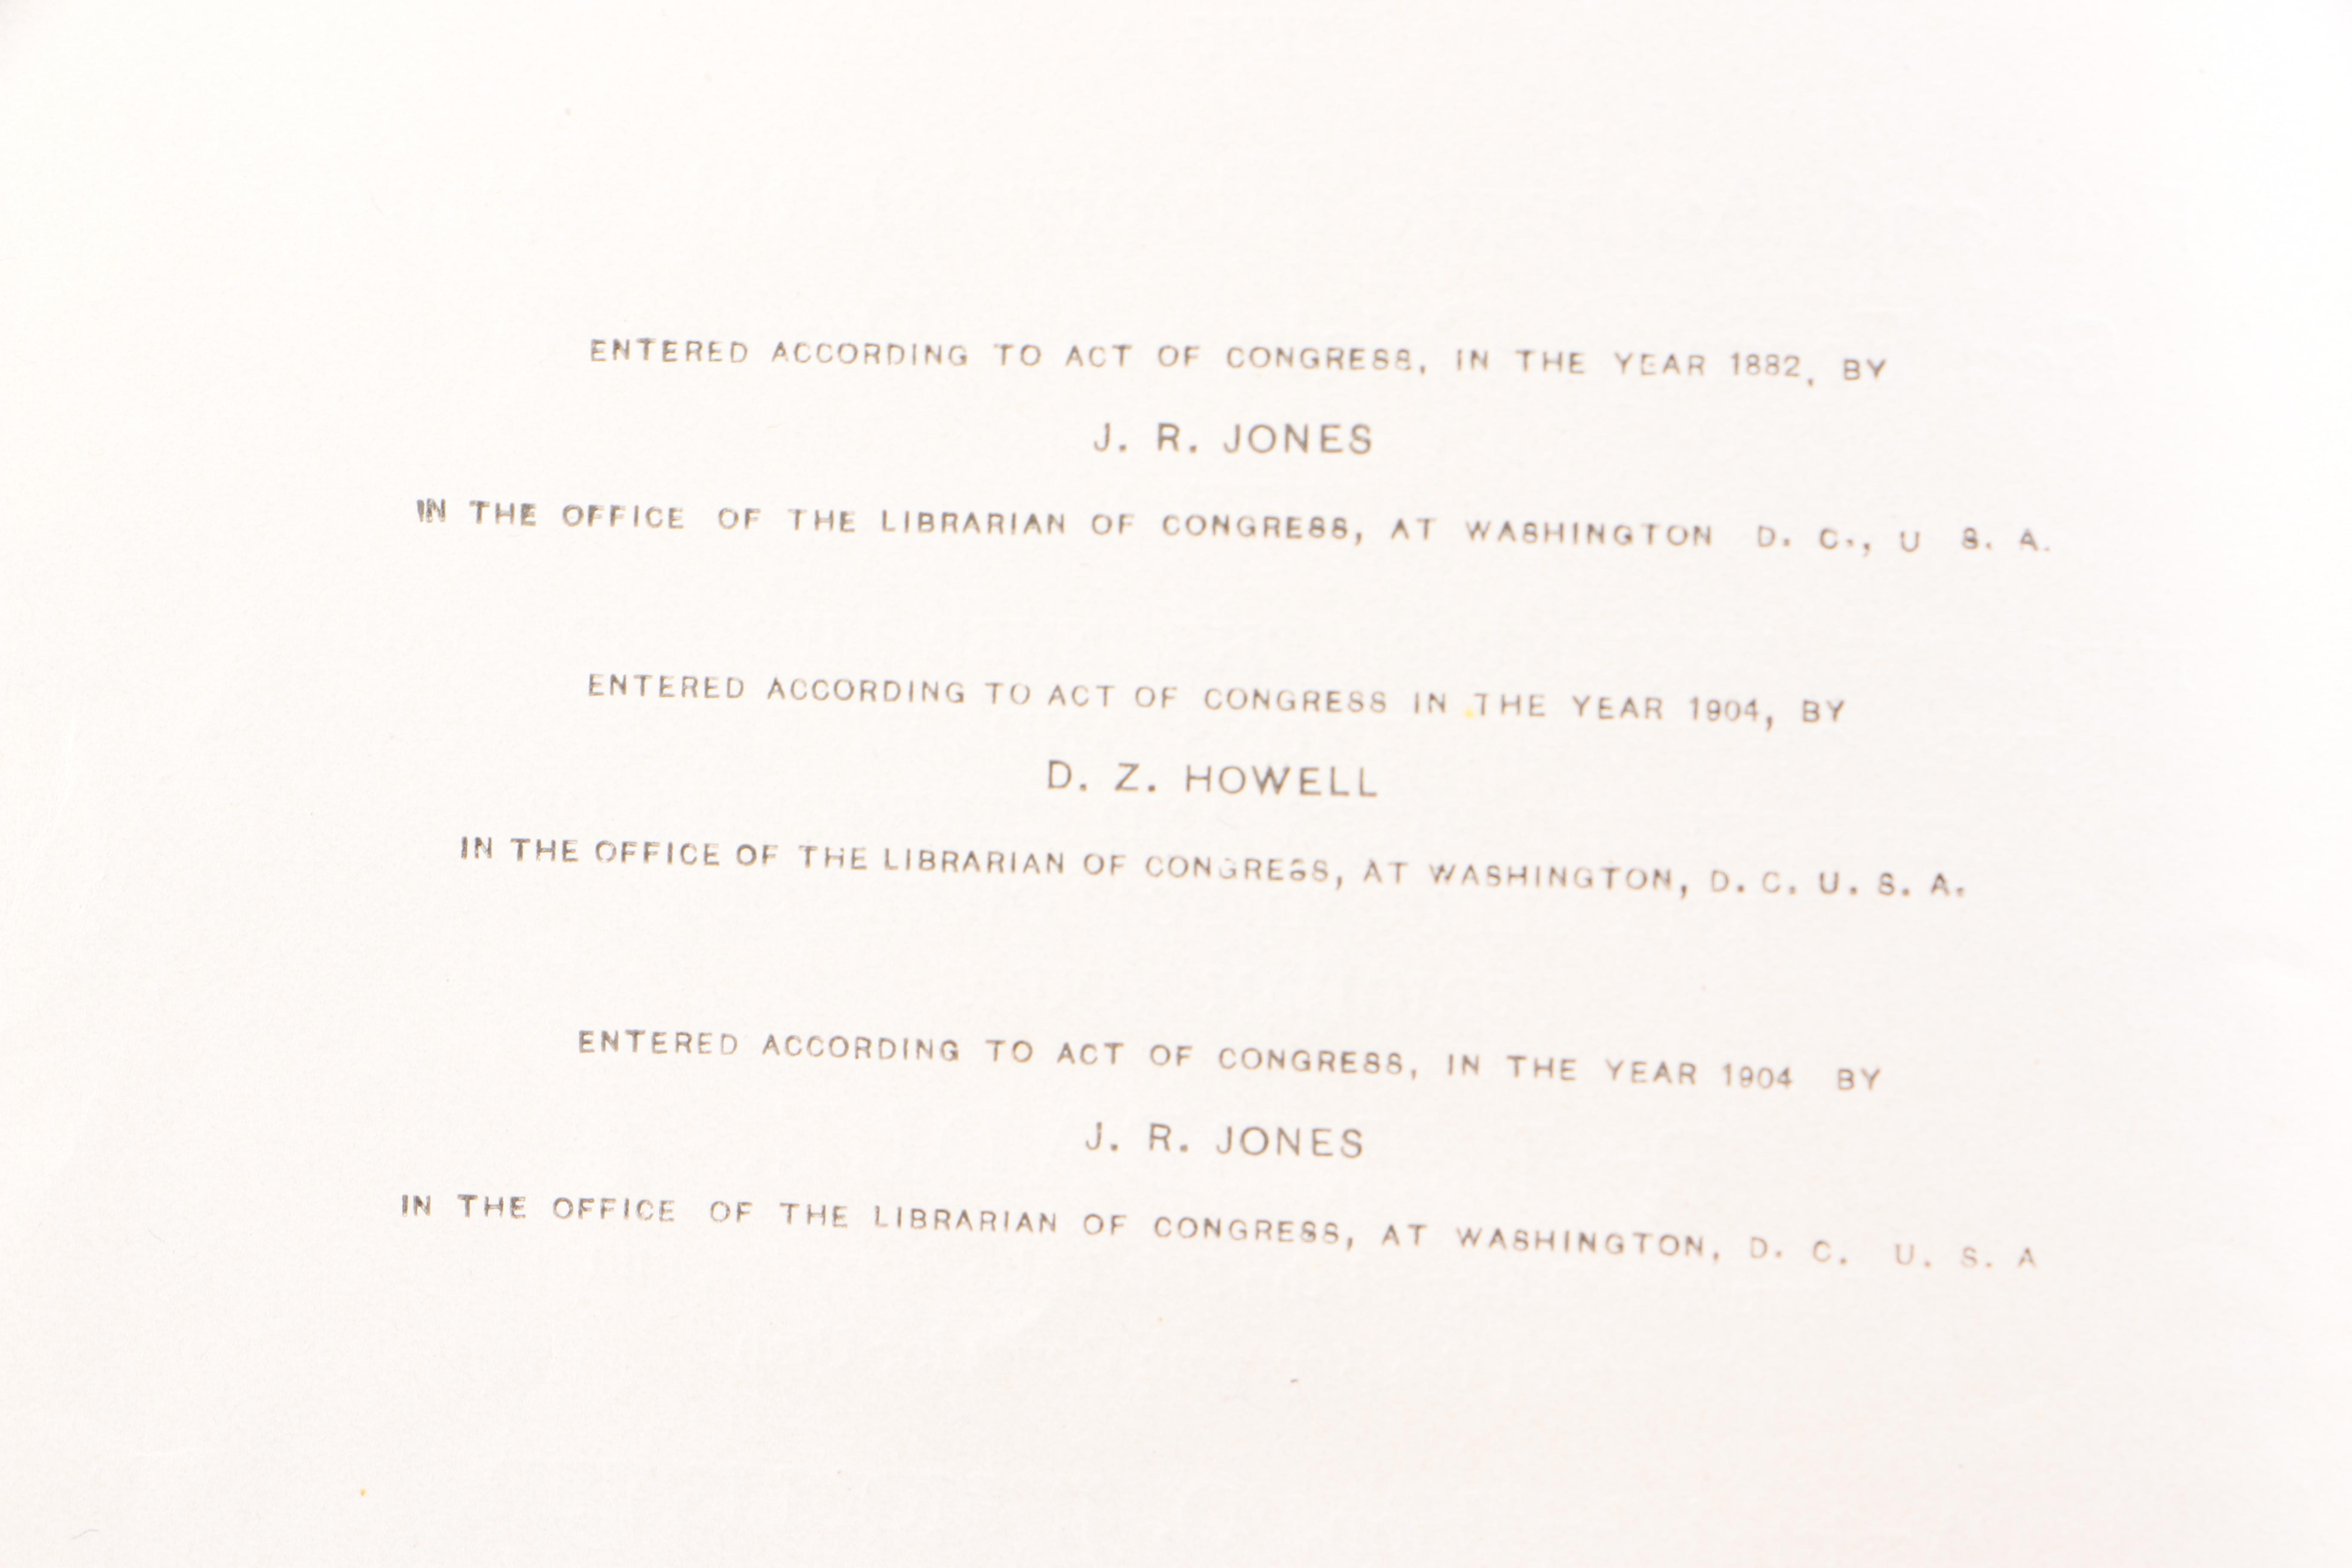 ENTERED ACCORDING TO ACT OF CONGRESS, IN THE YEAR 1882, BY
J. R. JONES
IN THE OFFICE OF THE LIBRARIAN OF CONGRESS, AT WASHINGTON D. C., U S. A.
ENTERED ACCORDING TO ACT OF CONGRESS IN THE YEAR 1904, BY
D. Z. HOWELL
IN THE OFFICE OF THE LIBRARIAN OF CONGRESS, AT WASHINGTON, D. C. U. S. A.
ENTERED ACCORDING TO ACT OF CONGRESS, IN THE YEAR 1904 BY
J. R. JONES
IN THE OFFICE OF THE LIBRARIAN OF CONGRESS, AT WASHINGTON, D. C. U. S. A